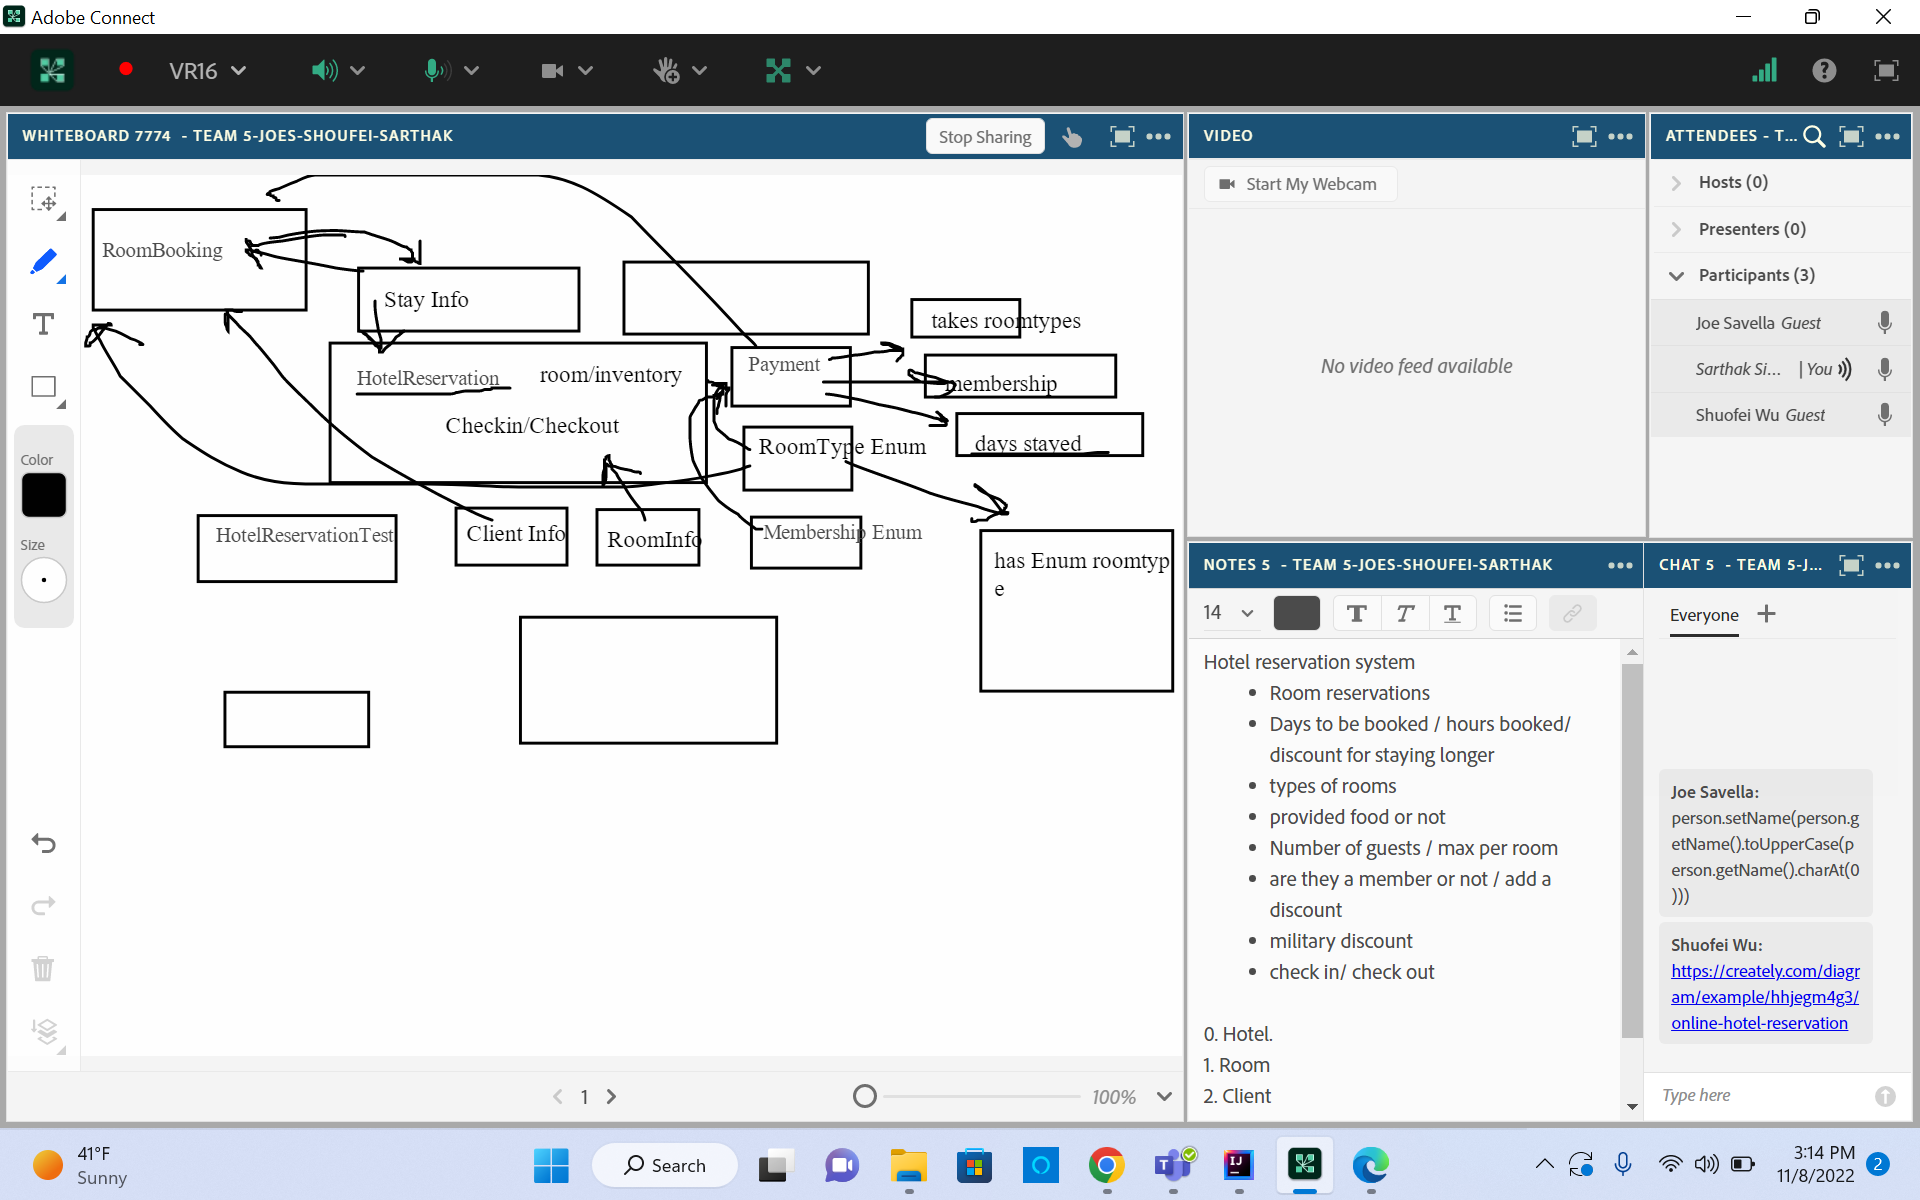 Adobe Connect
VR16
WHITEBOARD 7774 - TEAM 5-JOES-SHOUFEI-SARTHAK
Stop Sharing
RoomBooking
Stay Info
takes roomtypes
Payment
membership
HotelReservation
room/inventory
Checkin/Checkout
RoomType Enum
days stayed
HotelReservationTest
Client Info
RoomInfo
Membership Enum
has Enum roomtyp
e
Color
Size
1
100%
VIDEO
Start My Webcam
No video feed available
ATTENDEES - T...
Hosts (0)
Presenters (0)
Participants (3)
Joe Savella Guest
Sarthak Si... | You
Shuofei Wu Guest
NOTES 5 - TEAM 5-JOES-SHOUFEI-SARTHAK
14
T T T
Hotel reservation system
• Room reservations
• Days to be booked / hours booked/
discount for staying longer
• types of rooms
• provided food or not
• Number of guests / max per room
• are they a member or not / add a
discount
• military discount
• check in/ check out
0. Hotel.
1. Room
2. Client
CHAT 5 - TEAM 5-J...
Everyone
Joe Savella:
person.setName(person.g
etName().toUpperCase(p
erson.getName().charAt(0
)))
Shuofei Wu:
https://creately.com/diagr
am/example/hhjegm4g3/
online-hotel-reservation
Type here
41°F
Sunny
Search
3:14 PM
11/8/2022
2